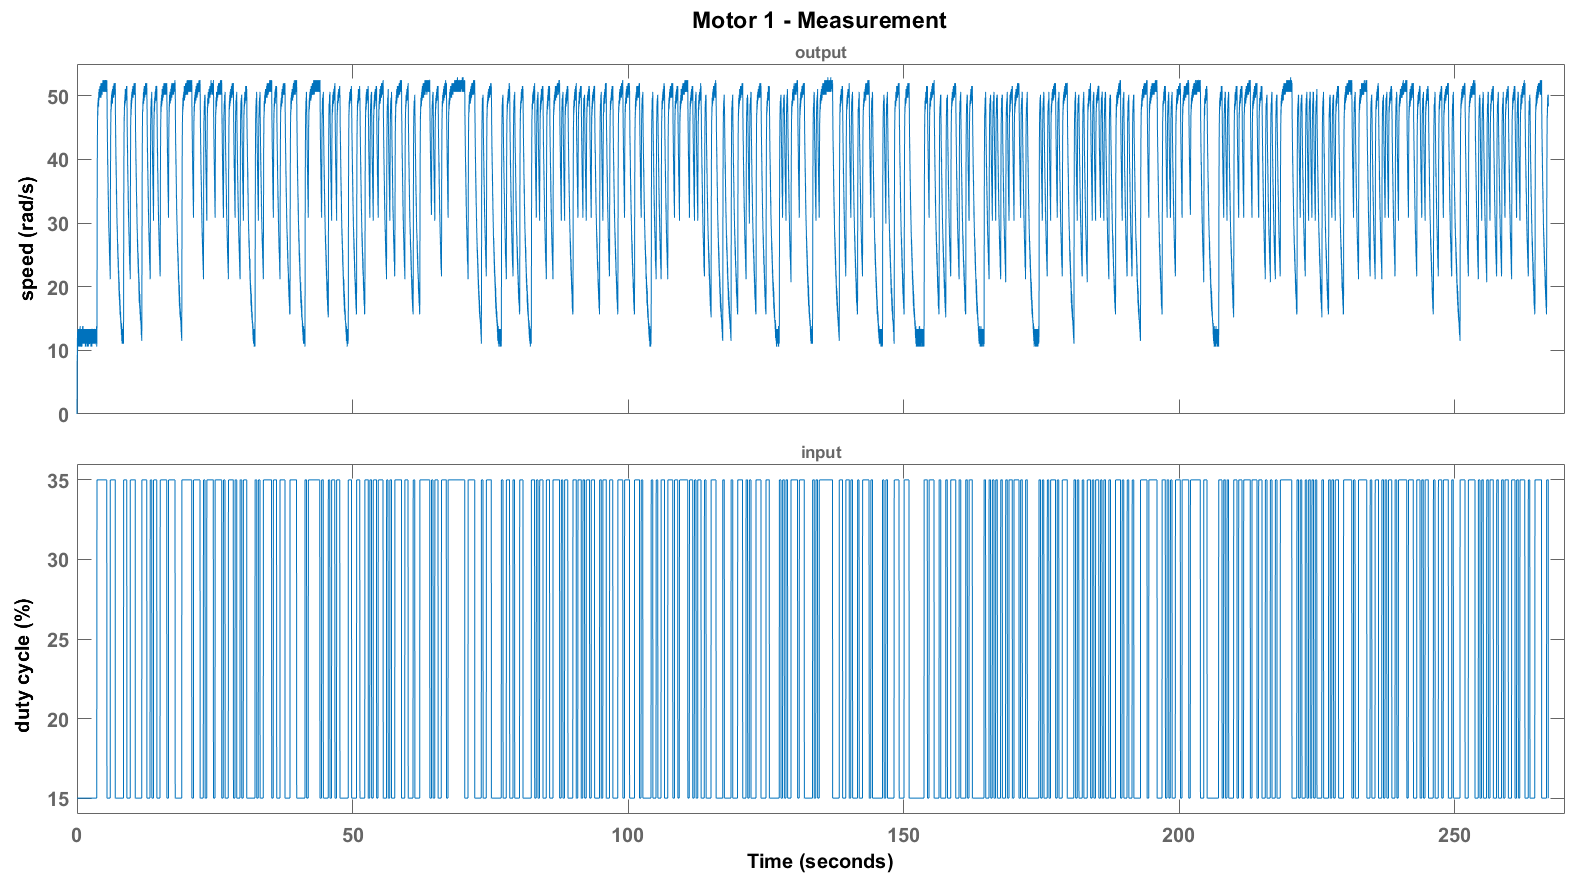 Motor 1 - Measurement
output
speed (rad/s)
50
40
30
20
10
0
input
duty cycle (%)
35
30
25
20
15
0 50 100 150 200 250
Time (seconds)